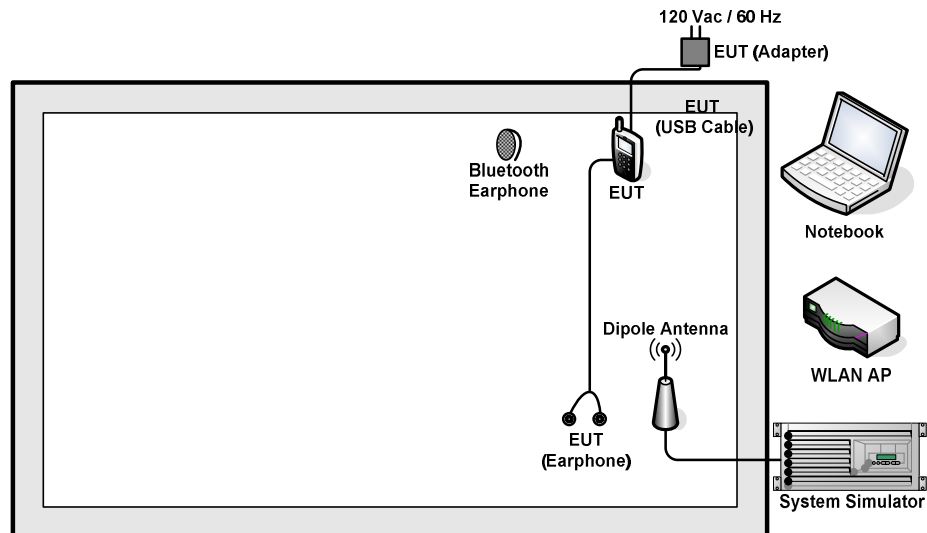 120 Vac / 60 Hz
EUT (Adapter)
EUT
(USB Cable)
Bluetooth
Earphone
EUT
Notebook
Dipole Antenna
WLAN AP
EUT
(Earphone)
System Simulator